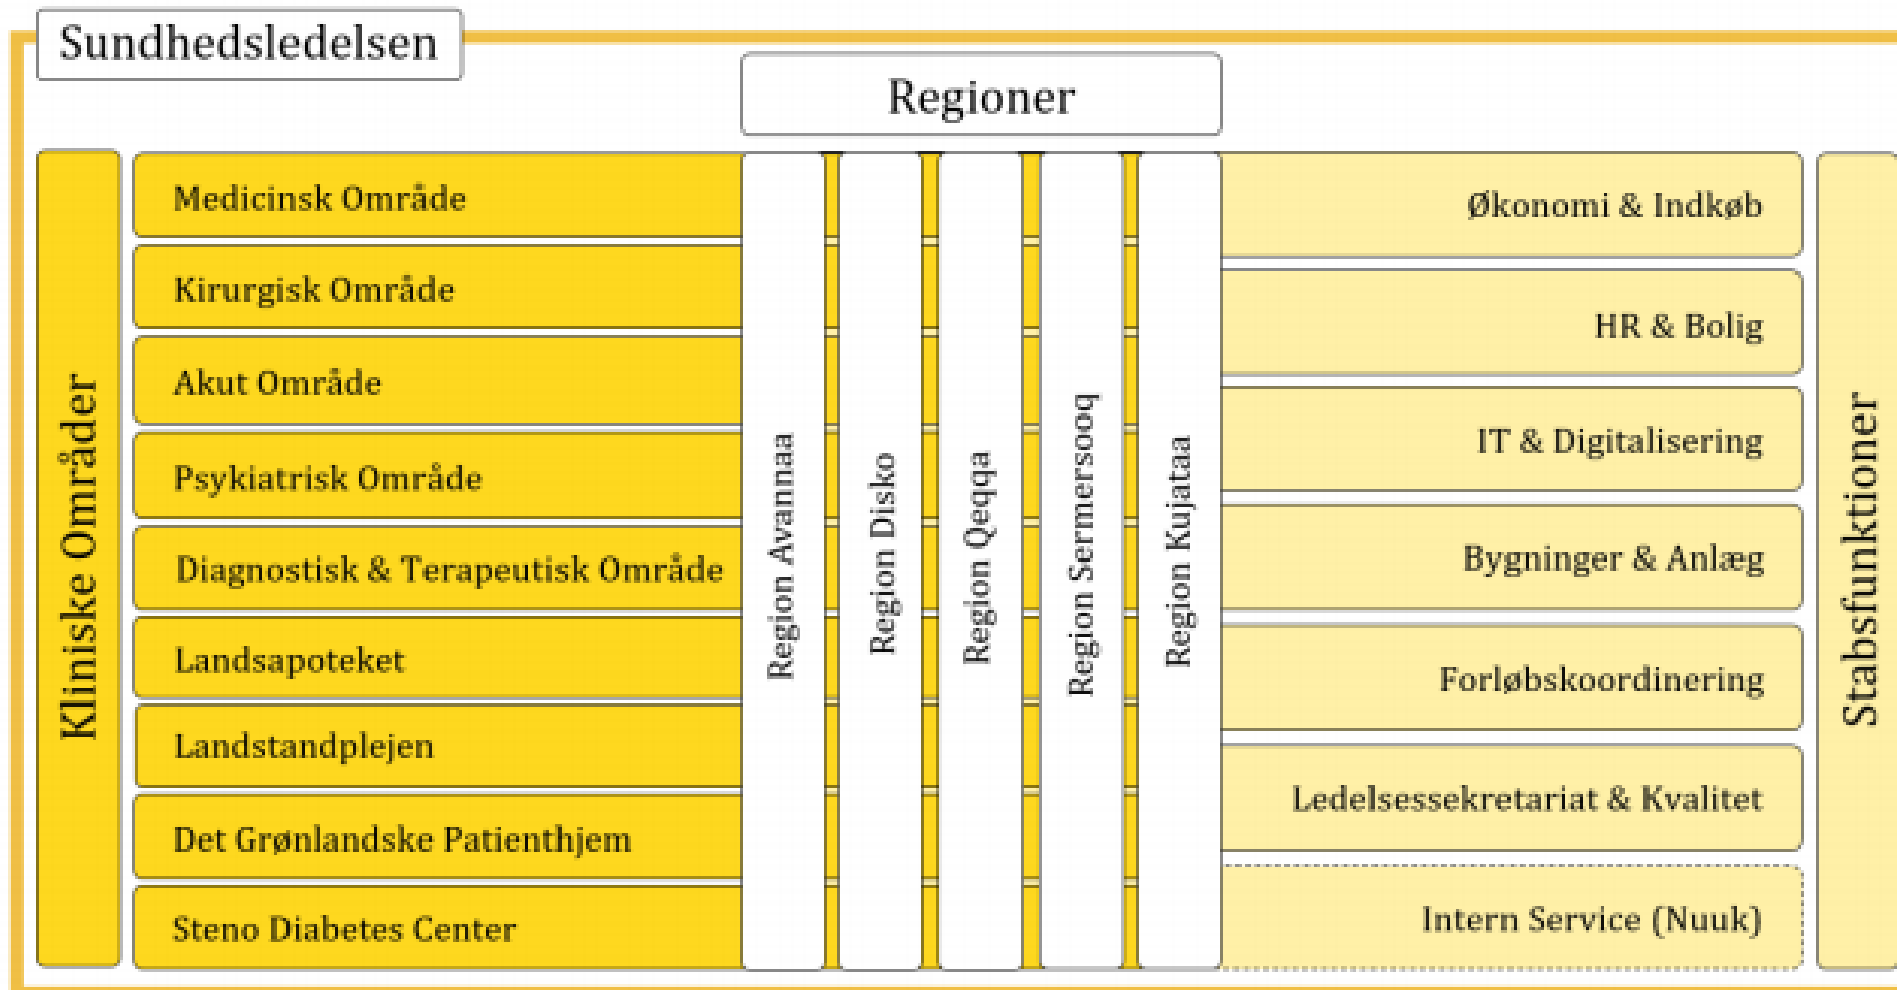 Sundhedsledelsen
Regioner
Kliniske Områder
Medicinsk Område
Kirurgisk Område
Akut Område
Psykiatrisk Område
Diagnostisk & Terapeutisk Område
Landsapoteket
Landstandplejen
Det Grønlandske Patienthjem
Steno Diabetes Center
Region Avannaa
Region Disko
Region Qeqqa
Region Sermersooq
Region Kujataa
Økonomi & Indkøb
HR & Bolig
IT & Digitalisering
Bygninger & Anlæg
Forløbskoordinering
Ledelsessekretariat & Kvalitet
Intern Service (Nuuk)
Stabsfunktioner